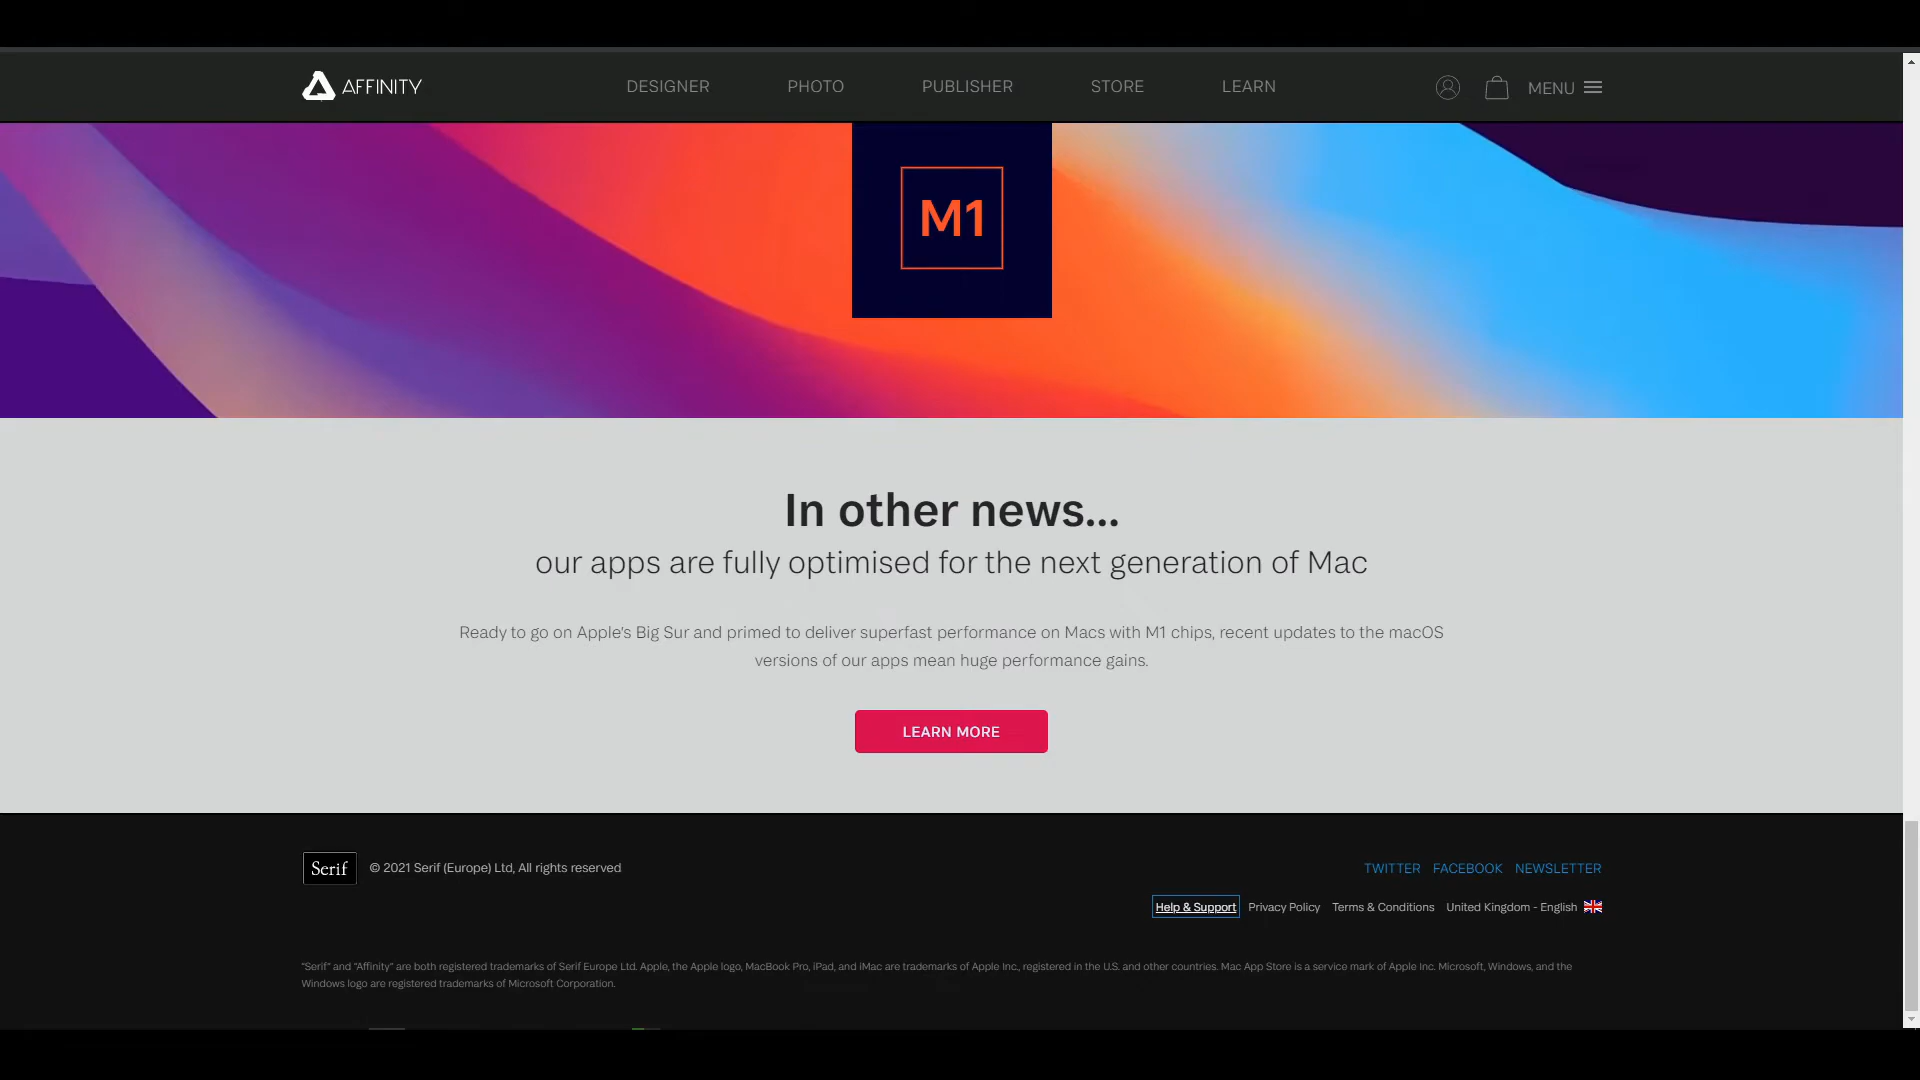 AFFINITY
DESIGNER
PHOTO
PUBLISHER
STORE
LEARN
MENU
M1
In other news...
our apps are fully optimised for the next generation of Mac
Ready to go on Apple's Big Sur and primed to deliver superfast performance on Macs with M1 chips, recent updates to the macOS
versions of our apps mean huge performance gains.
LEARN MORE
Serif
© 2021 Serif (Europe) Ltd, All rights reserved
TWITTER
FACEBOOK
NEWSLETTER
Help & Support
Privacy Policy
Terms & Conditions
United Kingdom - English
"Serif" and "Affinity" are both registered trademarks of Serif Europe Ltd. Apple, the Apple logo, MacBook Pro, iPad, and iMac are trademarks of Apple Inc., registered in the U.S. and other countries. Mac App Store is a service mark of Apple Inc. Microsoft, Windows, and the
Windows logo are registered trademarks of Microsoft Corporation.